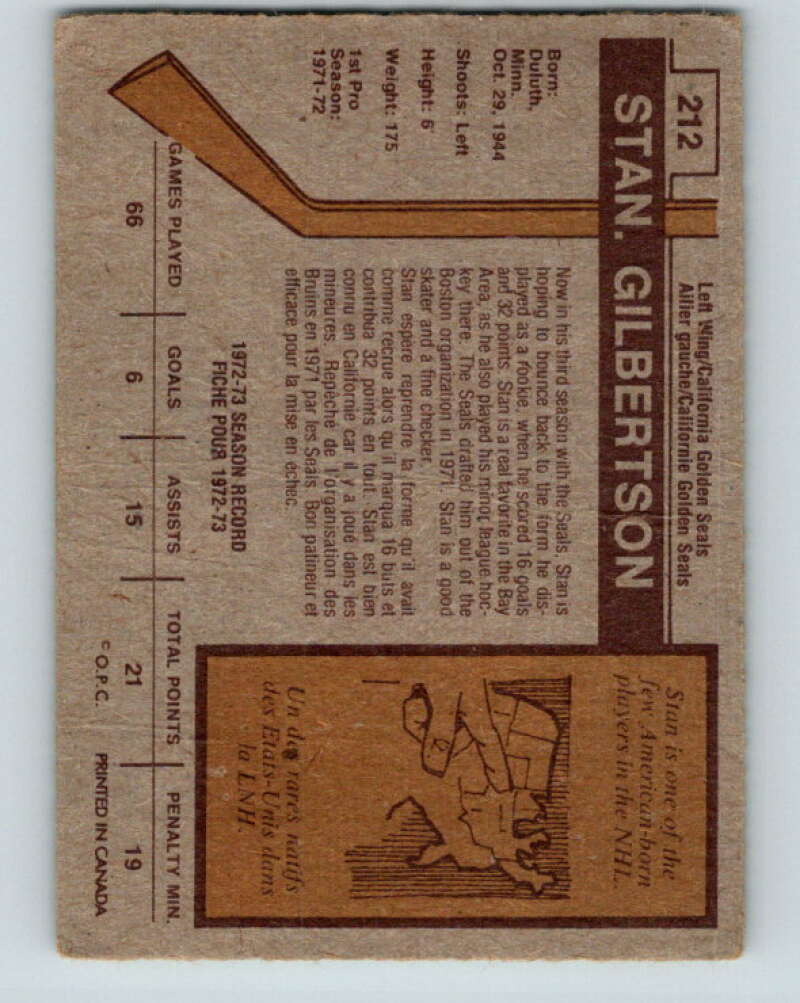 212
STAN. GILBERTSON
Left Wing/California Golden Seals
Ailier gauche/Californie Golden Seals
Born:
Duluth,
Minn.
Oct. 29, 1944
Shoots: Left
Height: 6'
Weight: 175
1st Pro
Season:
1971-72
Now in his third season with the Seals, Stan is
hoping to bounce back to the form he dis-
played as a rookie, when he scored 16 goals
and 32 points. Stan is a real favorite in the Bay
Area, as he also played his minor league hoc-
key there. The Seals drafted him out of the
Boston organization in 1971. Stan is a good
skater and a fine checker.
Stan espère reprendre la forme qu'il avait
comme recrue alors qu'il marqua 16 buts et
contribua 32 points en tout. Stan est bien
connu en Californie car il y a joué dans les
mineures. Repêché de l'organisation des
Bruins en 1971 par les Seals. Bon patineur et
efficace pour la mise en échec.
Stan is one of the
few American-born
players in the NHL.
Un des rares natifs
des Etats-Unis dans
la LNH.
1972-73 SEASON RECORD
FICHE POUR 1972-73
GAMES PLAYED GOALS ASSISTS TOTAL POINTS PENALTY MIN.
66 6 15 21 19
© O.P.C. PRINTED IN CANADA